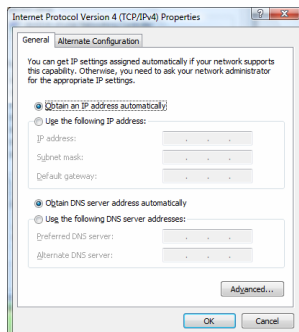 Internet Protocol Version 4 (TCP/IPv4) Properties
General Alternate Configuration
You can get IP settings assigned automatically if your network supports
this capability. Otherwise, you need to ask your network administrator
for the appropriate IP settings.
Obtain an IP address automatically
Use the following IP address:
IP address:
Subnet mask:
Default gateway:
Obtain DNS server address automatically
Use the following DNS server addresses:
Preferred DNS server:
Alternate DNS server:
Advanced...
OK Cancel